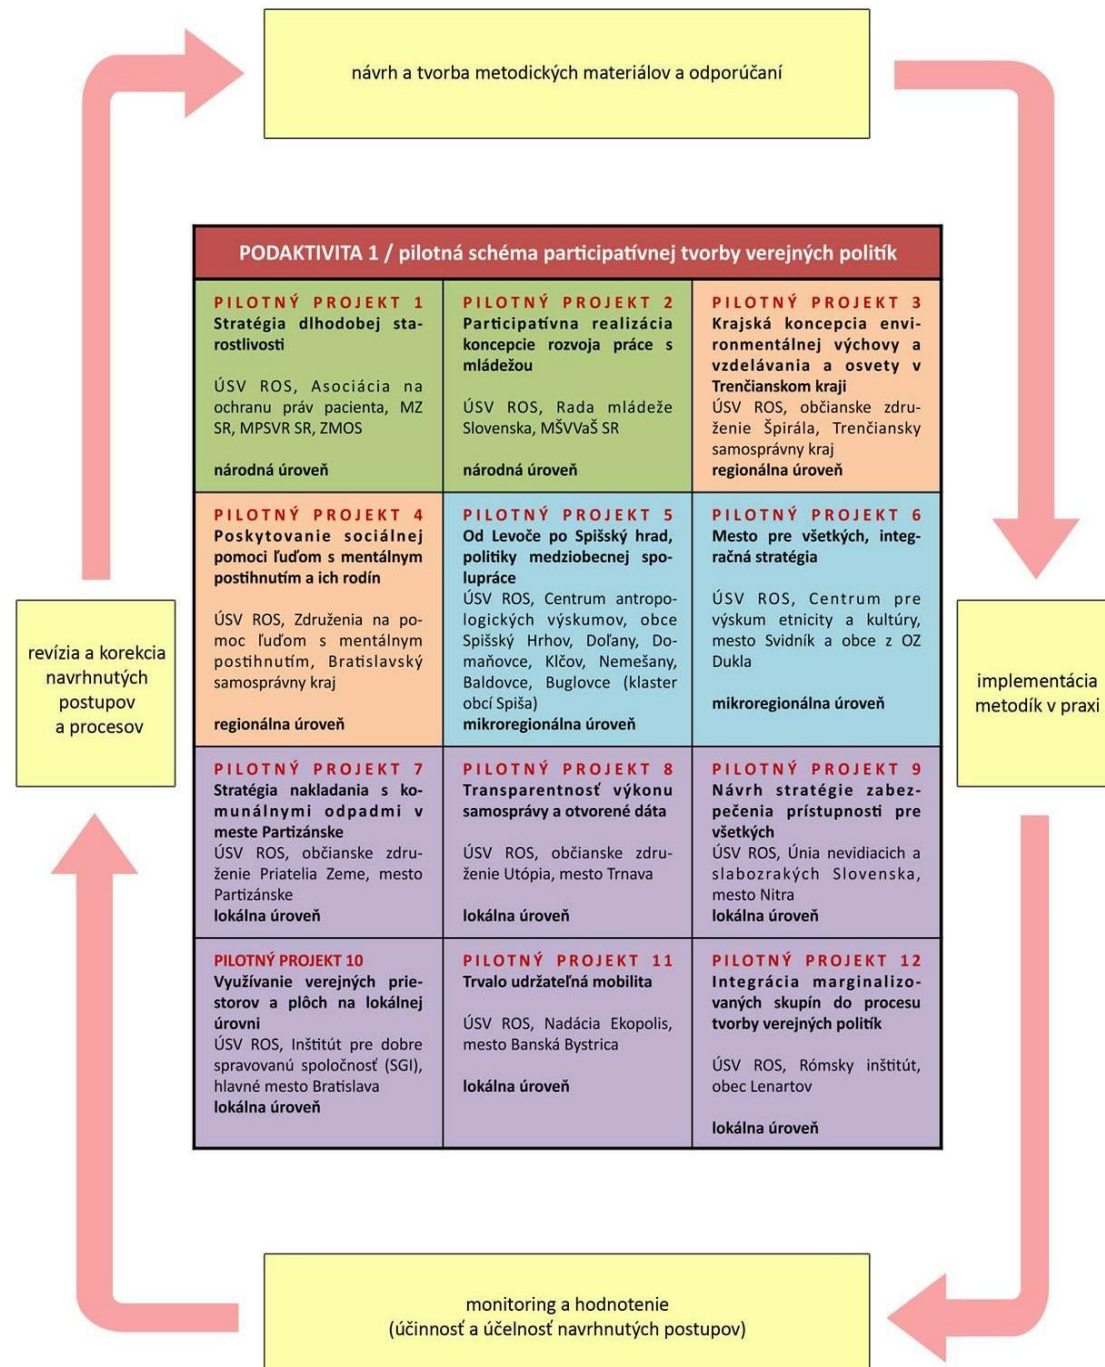 návrh a tvorba metodických materiálov a odporúčaní
PODAKTIVITA 1 / pilotná schéma participatívnej tvorby verejných politík
PILOTNÝ PROJEKT 1
Stratégia dlhodobej sta-
rostlivosti
ÚSV ROS, Asociácia na
ochranu práv pacienta, MZ
SR, MPSVR SR, ZMOS
národná úroveň
PILOTNÝ PROJEKT 2
Participatívna realizácia
koncepcie rozvoja práce s
mládežou
ÚSV ROS, Rada mládeže
Slovenska, MŠVVaŠ SR
národná úroveň
PILOTNÝ PROJEKT 3
Krajská koncepcia envi-
ronmentálnej výchovy a
vzdelávania a osvety v
Trenčianskom kraji
ÚSV ROS, občianske zdru-
ženie Špirála, Trenčiansky
samosprávny kraj
regionálna úroveň
PILOTNÝ PROJEKT 4
Poskytovanie sociálnej
pomoci ľuďom s mentálnym
postihnutím a ich rodín
ÚSV ROS, Združenia na po-
moc ľuďom s mentálnym
postihnutím, Bratislavský
samosprávny kraj
regionálna úroveň
PILOTNÝ PROJEKT 5
Od Levoče po Spišský hrad,
politiky medziobecnej spo-
lupráce
ÚSV ROS, Centrum antropo-
logických výskumov, obce
Spišský Hrhov, Doľany, Do-
maňovce, Klčov, Nemešany,
Baldovce, Buglovce (klaster
obcí Spiša)
mikroregionálna úroveň
PILOTNÝ PROJEKT 6
Mesto pre všetkých, integ-
račná stratégia
ÚSV ROS, Centrum pre
výskum etnicity a kultúry,
mesto Svidník a obce z OZ
Dukla
mikroregionálna úroveň
PILOTNÝ PROJEKT 7
Stratégia nakladania s ko-
munálnymi odpadmi v
meste Partizánske
ÚSV ROS, občianske zdru-
ženie Priatelia Zeme, mesto
Partizánske
lokálna úroveň
PILOTNÝ PROJEKT 8
Transparentnosť výkonu
samosprávy a otvorené dáta
ÚSV ROS, občianske zdru-
ženie Utópia, mesto Trnava
lokálna úroveň
PILOTNÝ PROJEKT 9
Návrh stratégie zabez-
pečenia prístupnosti pre
všetkých
ÚSV ROS, Únia nevidiacich a
slabozrakých Slovenska,
mesto Nitra
lokálna úroveň
PILOTNÝ PROJEKT 10
Využívanie verejných prie-
storov a plôch na lokálnej
úrovni
ÚSV ROS, Inštitút pre dobre
spravovanú spoločnosť (SGI),
hlavné mesto Bratislava
lokálna úroveň
PILOTNÝ PROJEKT 11
Trvalo udržateľná mobilita
ÚSV ROS, Nadácia Ekopolis,
mesto Banská Bystrica
lokálna úroveň
PILOTNÝ PROJEKT 12
Integrácia marginalizo-
vaných skupín do procesu
tvorby verejných politík
ÚSV ROS, Rómsky inštitút,
obec Lenartov
lokálna úroveň
revízia a korekcia
navrhnutých
postupov
a procesov
implementácia
metodík v praxi
monitoring a hodnotenie
(účinnosť a účelnosť navrhnutých postupov)